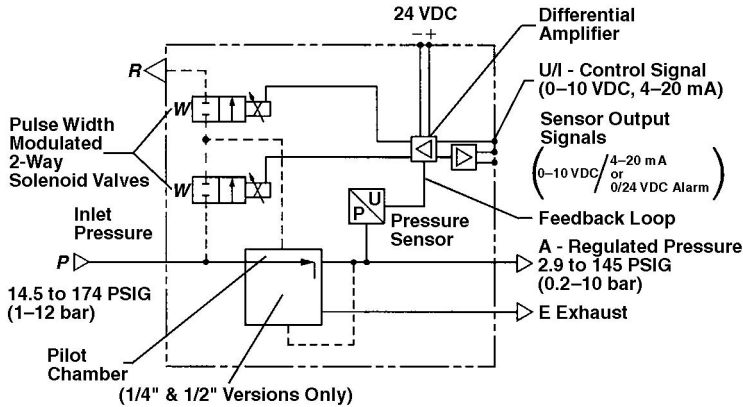 24 VDC
– +
Differential
Amplifier
R
U/I - Control Signal
(0–10 VDC, 4–20 mA)
W
Pulse Width
Modulated
2-Way
Solenoid Valves
Sensor Output
Signals
(0–10 VDC/4–20 mA
or
0/24 VDC Alarm)
W
U
P
Pressure
Sensor
Feedback Loop
Inlet
Pressure
P
A - Regulated Pressure
2.9 to 145 PSIG
(0.2–10 bar)
14.5 to 174 PSIG
(1–12 bar)
E Exhaust
Pilot
Chamber
(1/4" & 1/2" Versions Only)